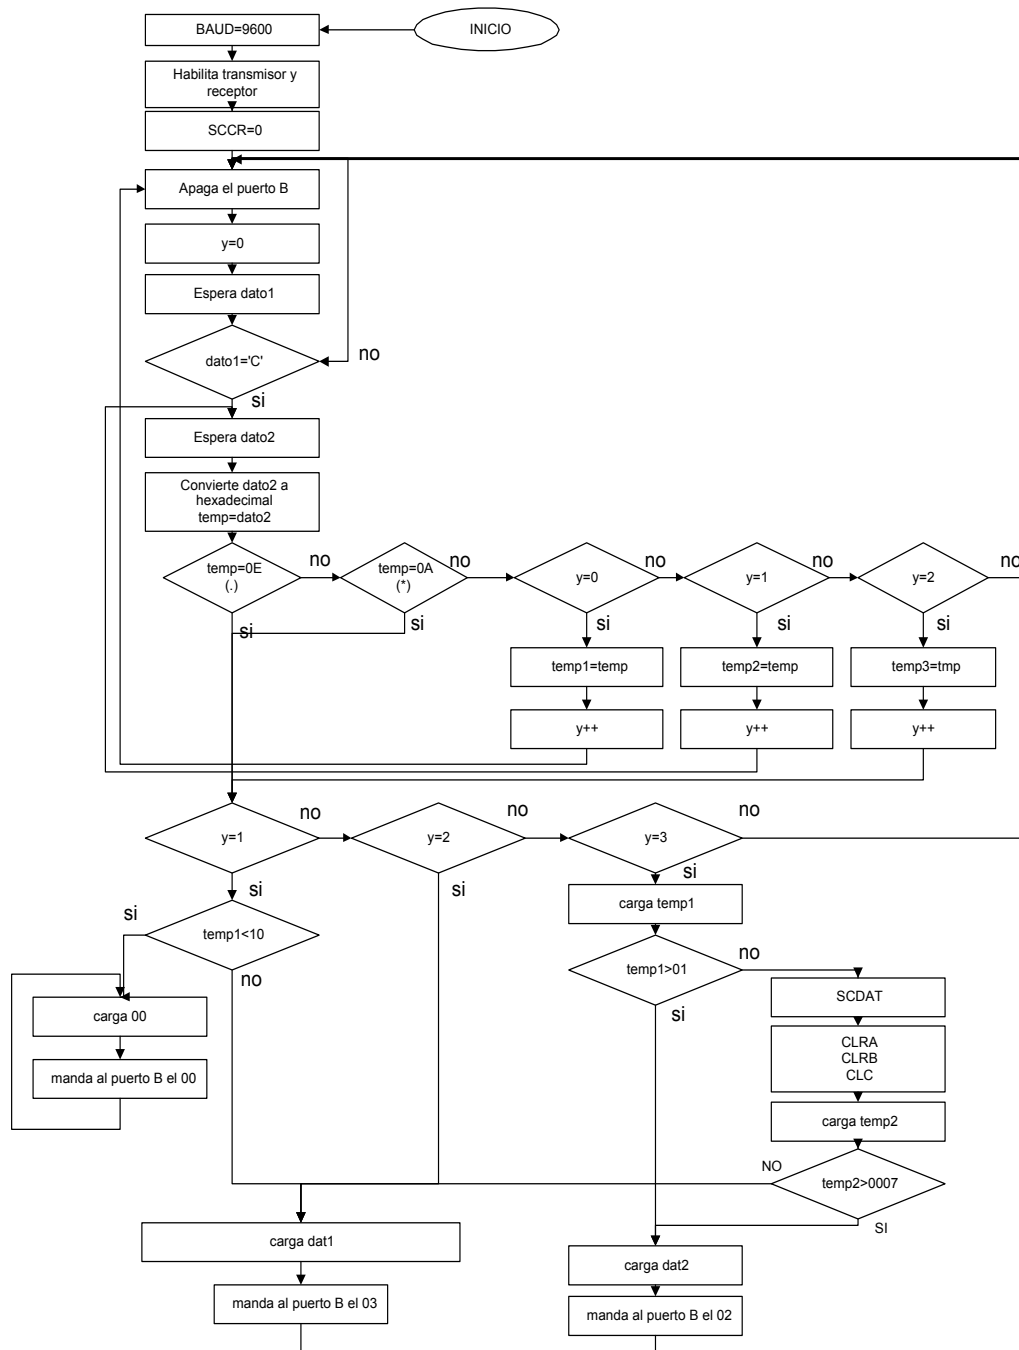 BAUD=9600
INICIO
Habilita transmisor y
receptor
SCCR=0
Apaga el puerto B
y=0
Espera dato1
dato1='C'
no
si
Espera dato2
Convierte dato2 a
hexadecimal
temp=dato2
temp=0E
(.)
no
si
temp=0A
(*)
no
si
y=0
no
si
y=1
no
si
y=2
no
si
temp1=temp
temp2=temp
temp3=tmp
y++
y++
y++
y=1
no
si
y=2
no
si
y=3
no
si
temp1<10
si
no
carga temp1
temp1>01
no
si
carga 00
manda al puerto B el 00
SCDAT
CLRA
CLRB
CLC
carga temp2
temp2>0007
NO
SI
carga dat1
manda al puerto B el 03
carga dat2
manda al puerto B el 02